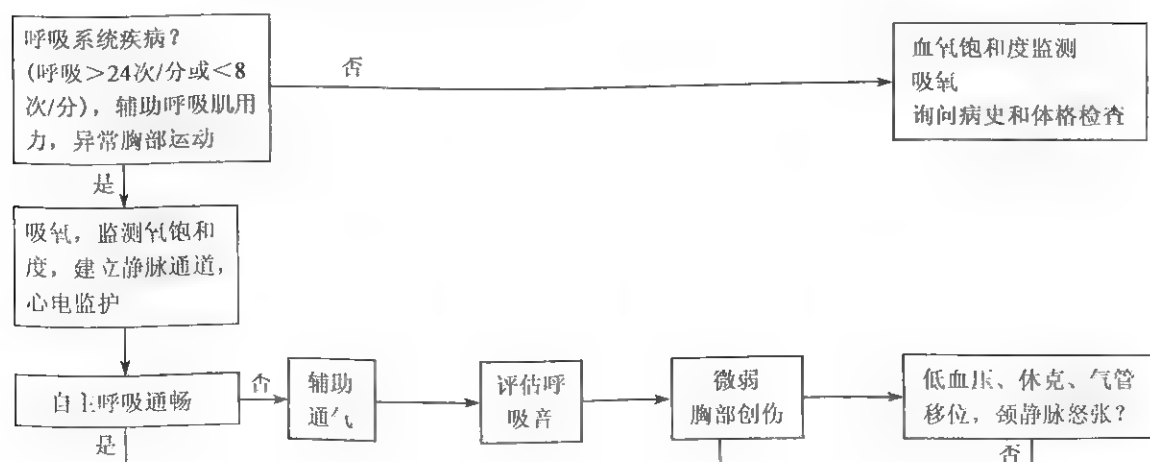 呼吸系统疾病？
(呼吸＞24次/分或＜8
次/分)，辅助呼吸肌用
力，异常胸部运动
否
血氧饱和度监测
吸氧
询问病史和体格检查
是
吸氧，监测氧饱和
度，建立静脉通道，
心电监护
自主呼吸通畅
否
辅助
通气
评估呼
吸音
微弱
胸部创伤
低血压、休克、气管
移位，颈静脉怒张？
是
否